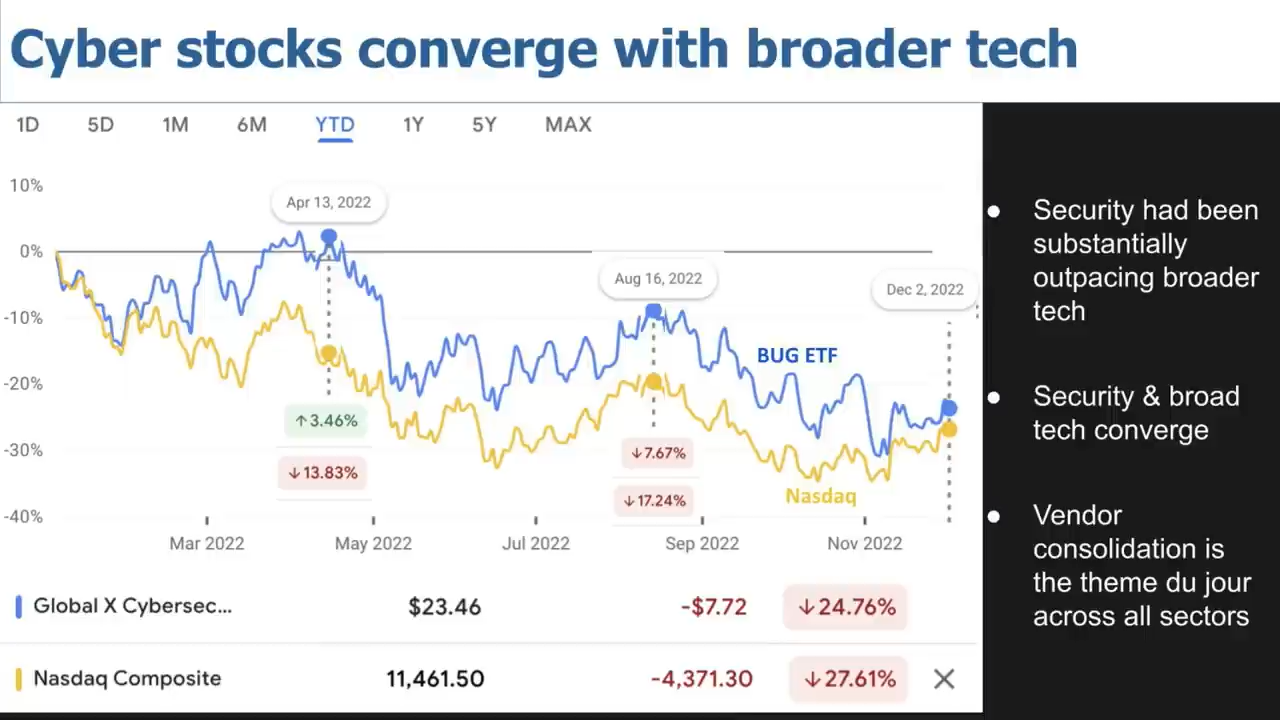 Cyber stocks converge with broader tech
1D 5D 1M 6M YTD 1Y 5Y MAX
10%
0%
-10%
-20%
-30%
-40%
Apr 13, 2022
Aug 16, 2022
Dec 2, 2022
BUG ETF
Nasdaq
↑3.46%
↓13.83%
↓7.67%
↓17.24%
Mar 2022 May 2022 Jul 2022 Sep 2022 Nov 2022
Global X Cybersec... $23.46 -$7.72 ↓24.76%
Nasdaq Composite 11,461.50 -4,371.30 ↓27.61%
● Security had been
substantially
outpacing broader
tech
● Security & broad
tech converge
● Vendor
consolidation is
the theme du jour
across all sectors